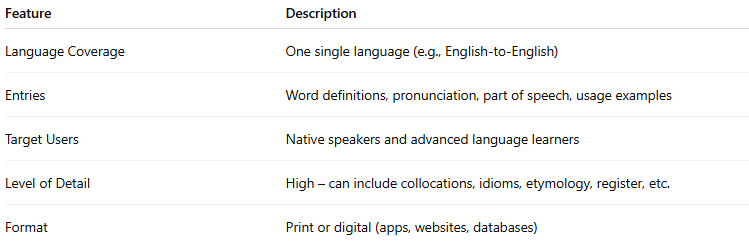 Feature Description
Language Coverage One single language (e.g., English-to-English)
Entries Word definitions, pronunciation, part of speech, usage examples
Target Users Native speakers and advanced language learners
Level of Detail High – can include collocations, idioms, etymology, register, etc.
Format Print or digital (apps, websites, databases)